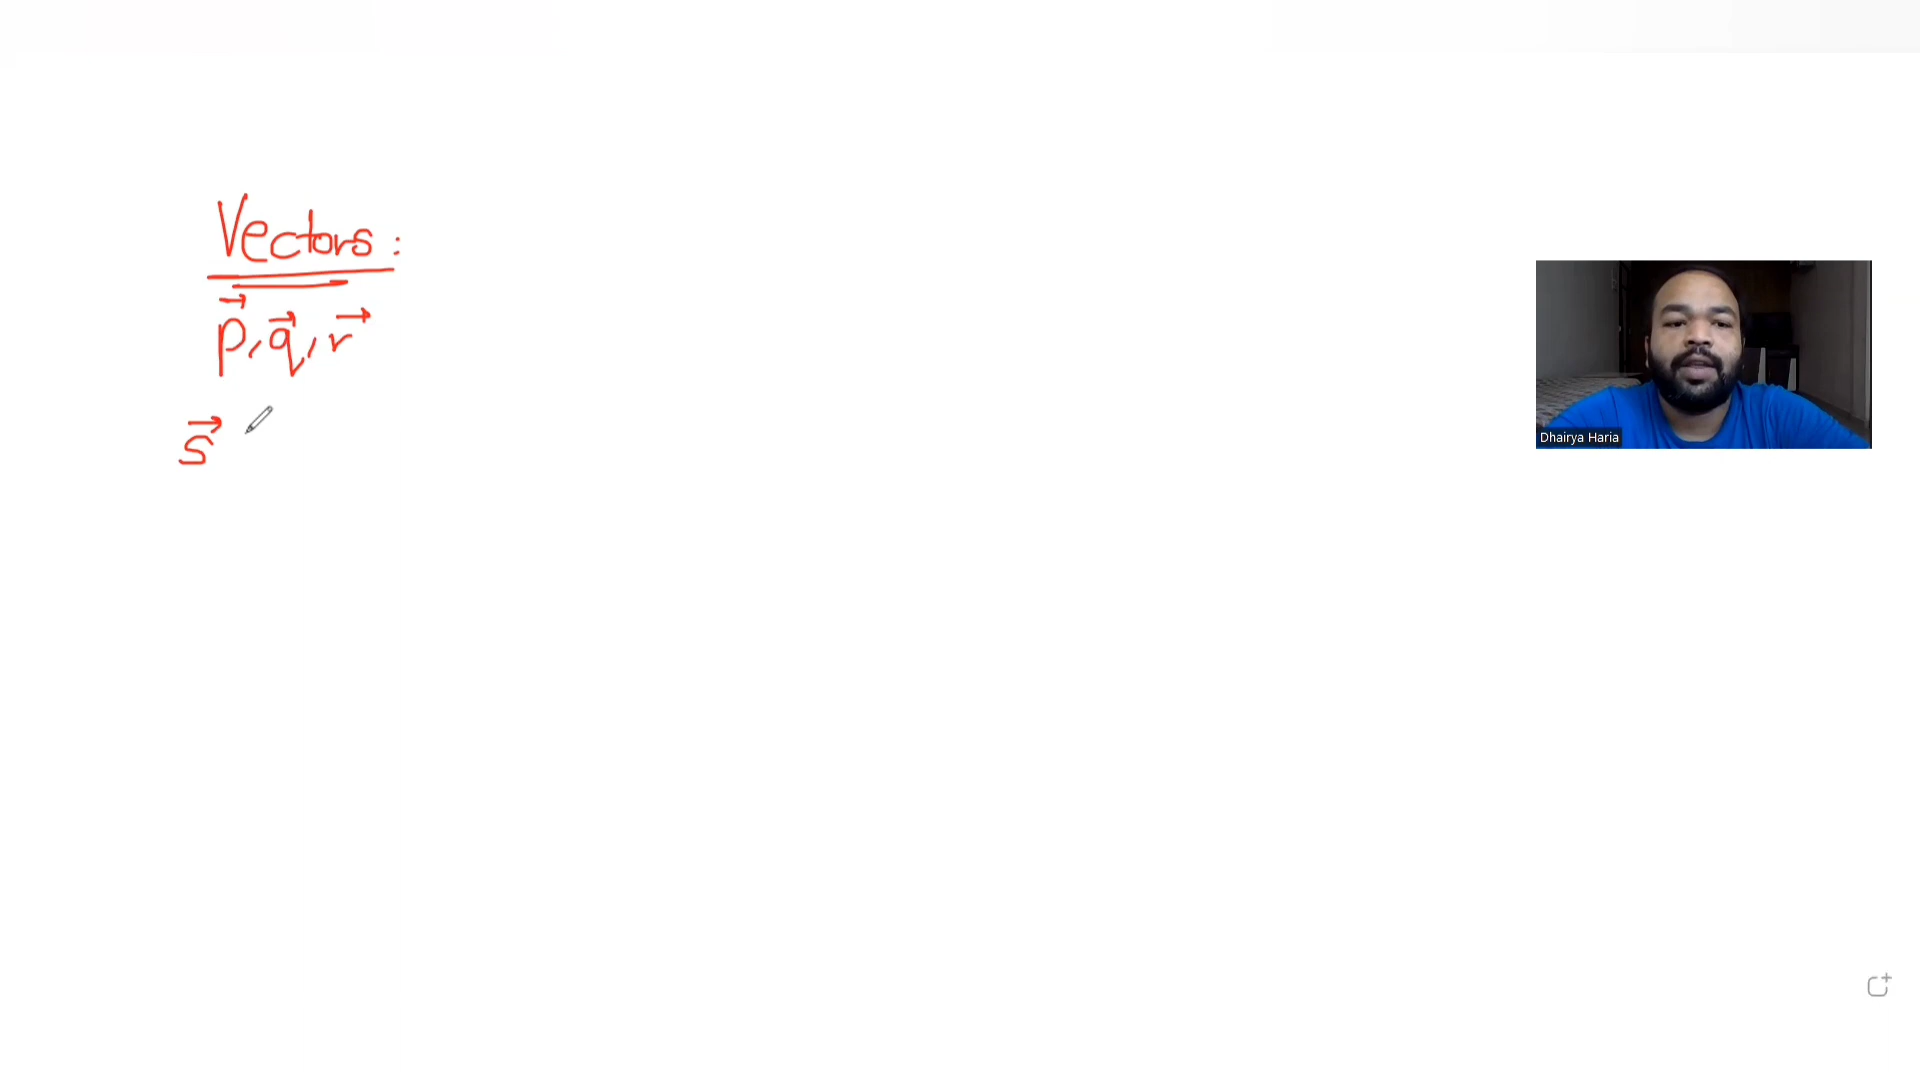 Vectors:
p⃗, q⃗, r⃗
s⃗
Dhairya Haria